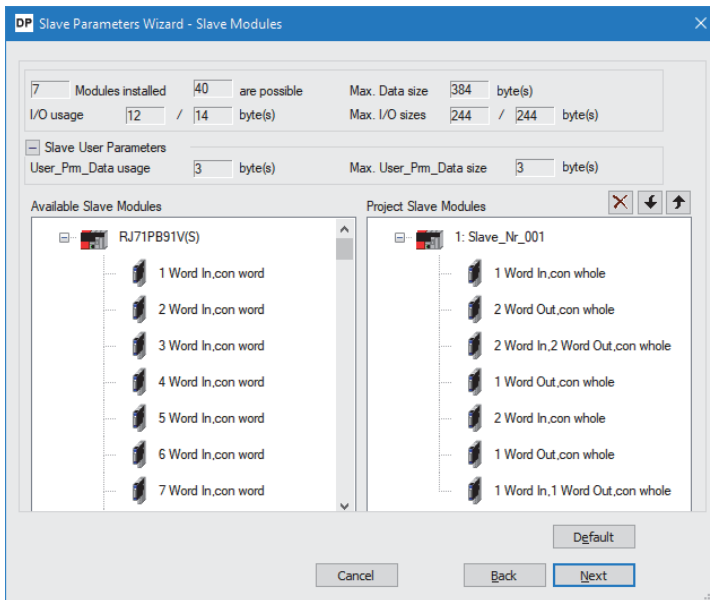 DP Slave Parameters Wizard - Slave Modules
7 Modules installed 40 are possible Max. Data size 384 byte(s)
I/O usage 12 / 14 byte(s) Max. I/O sizes 244 / 244 byte(s)
Slave User Parameters
User_Prm_Data usage 3 byte(s) Max. User_Prm_Data size 3 byte(s)
Available Slave Modules
RJ71PB91V(S)
1 Word In,con word
2 Word In,con word
3 Word In,con word
4 Word In,con word
5 Word In,con word
6 Word In,con word
7 Word In,con word
Project Slave Modules
1: Slave_Nr_001
1 Word In,con whole
2 Word Out,con whole
2 Word In,2 Word Out,con whole
1 Word Out,con whole
2 Word In,con whole
1 Word Out,con whole
1 Word In,1 Word Out,con whole
Default
Cancel Back Next